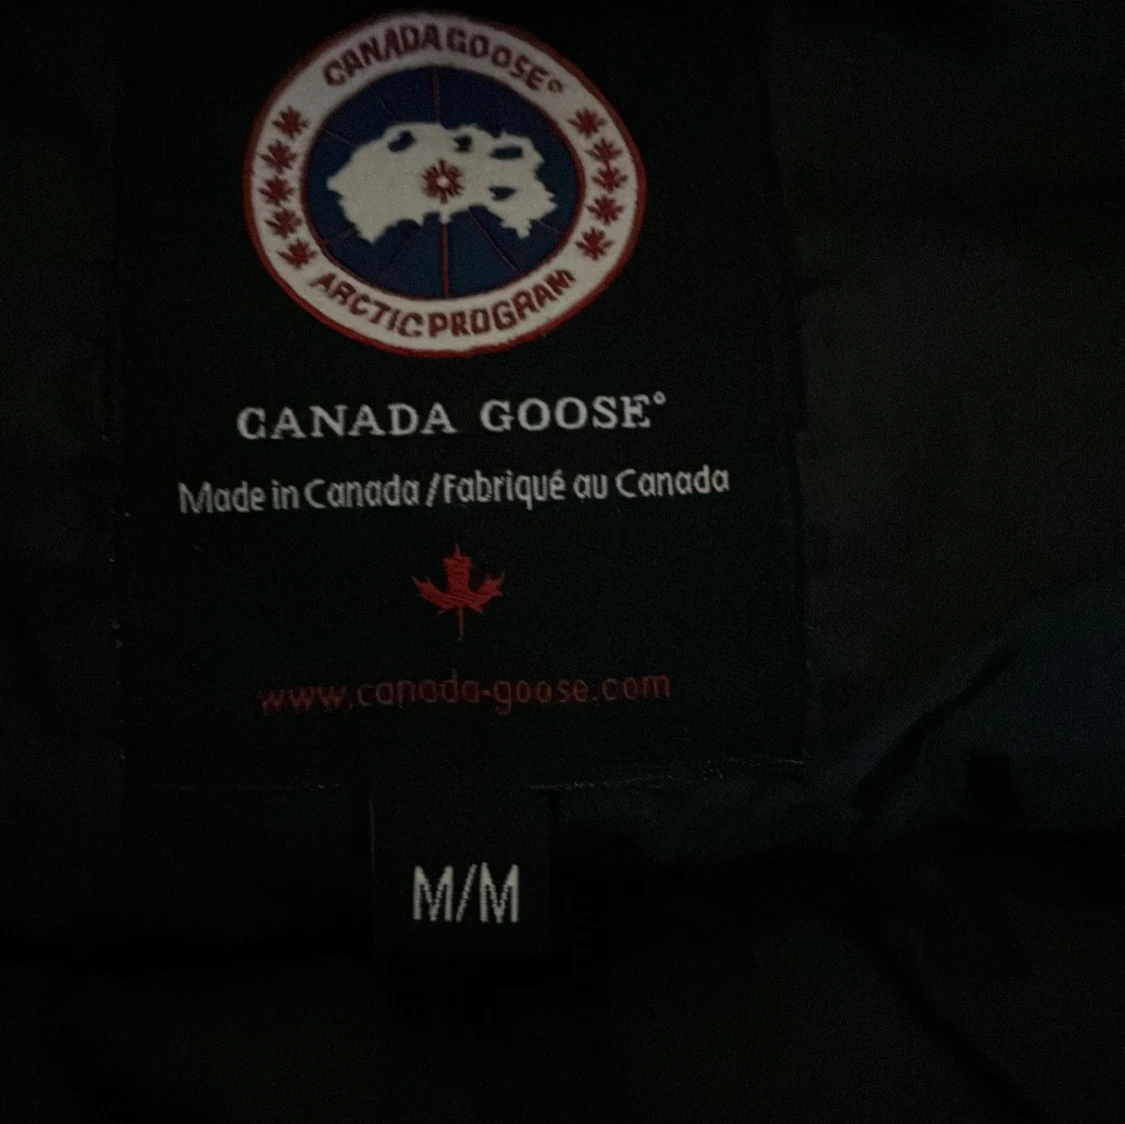 CANADA GOOSE®
ARCTIC PROGRAM
CANADA GOOSE®
Made in Canada / Fabriqué au Canada
www.canada-goose.com
M/M